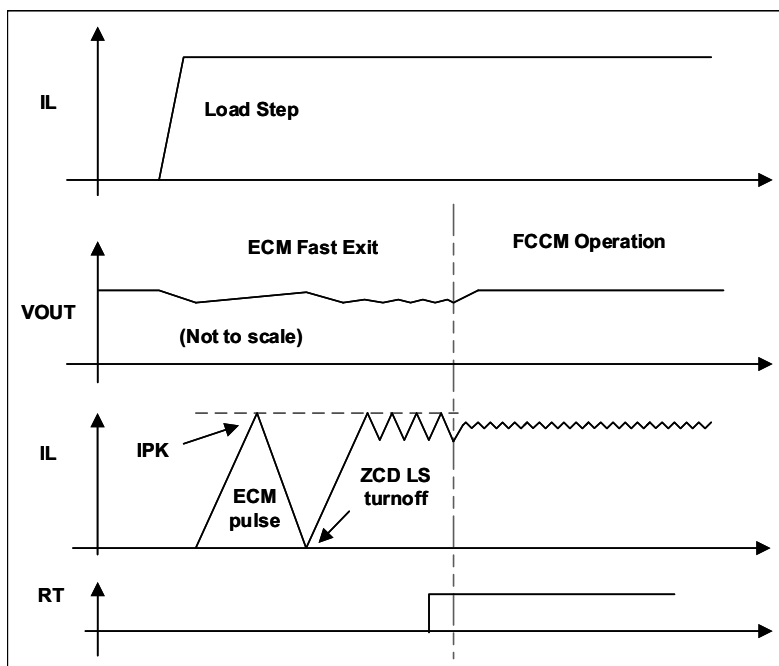 IL
Load Step
ECM Fast Exit
FCCM Operation
VOUT
(Not to scale)
IL
IPK
ECM
pulse
ZCD LS
turnoff
RT